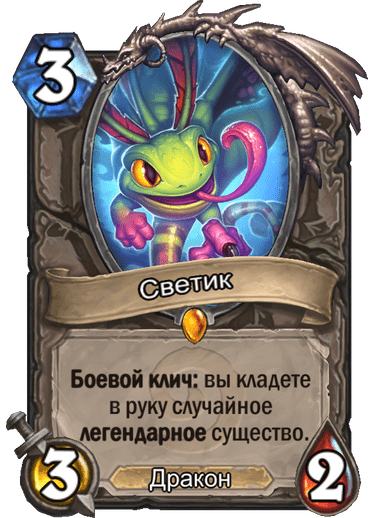 3
Светик
Боевой клич: вы кладете
в руку случайное
легендарное существо.
3
Дракон
2